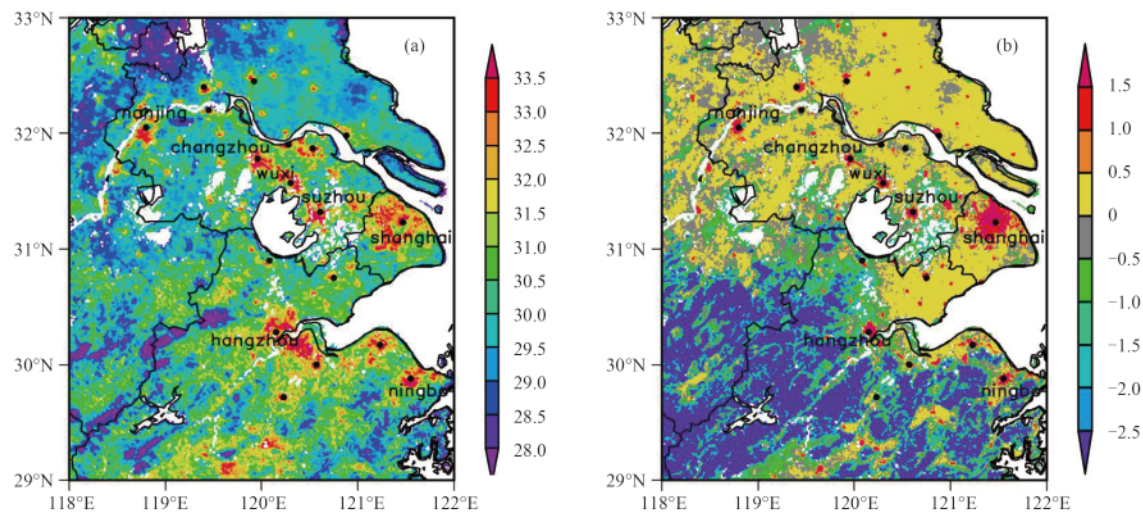 33°N
32°N
31°N
30°N
29°N
118°E
119°E
120°E
121°E
122°E
(a)
nanjing
changzhou
wuxi
suzhou
shanghai
hangzhou
ningbo
33.5
33.0
32.5
32.0
31.5
31.0
30.5
30.0
29.5
29.0
28.5
28.0
33°N
32°N
31°N
30°N
29°N
118°E
119°E
120°E
121°E
122°E
(b)
nanjing
changzhou
wuxi
suzhou
shanghai
hangzhou
ningbo
1.5
1.0
0.5
0
−0.5
−1.0
−1.5
−2.0
−2.5